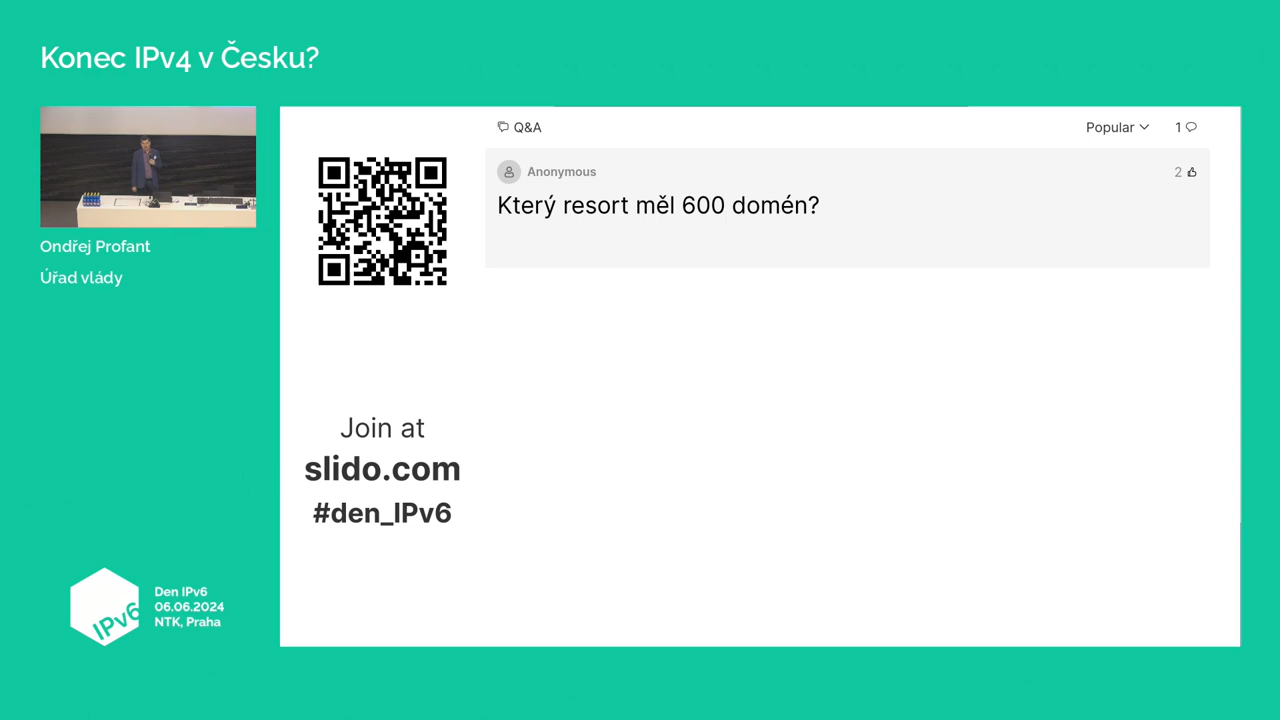 Konec IPv4 v Česku?
Ondřej Profant
Úřad vlády
Q&A
Popular
1
Anonymous
2
Který resort měl 600 domén?
Join at
slido.com
#den_IPv6
IPv6
Den IPv6
06.06.2024
NTK, Praha